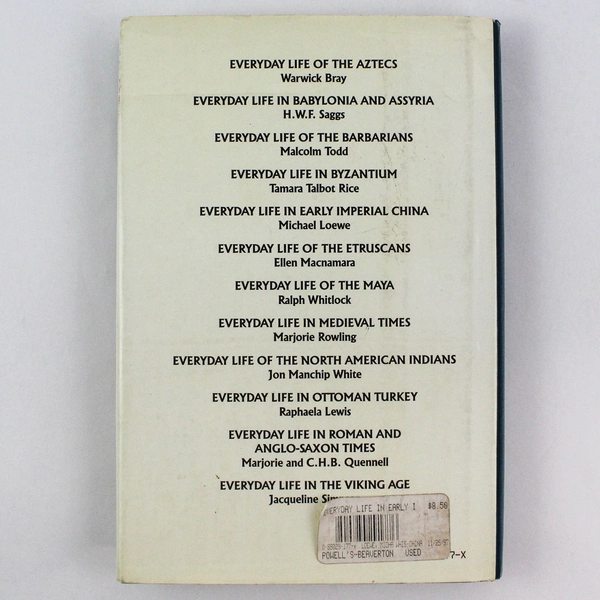 EVERYDAY LIFE OF THE AZTECS
Warwick Bray
EVERYDAY LIFE IN BABYLONIA AND ASSYRIA
H.W.F. Saggs
EVERYDAY LIFE OF THE BARBARIANS
Malcolm Todd
EVERYDAY LIFE IN BYZANTIUM
Tamara Talbot Rice
EVERYDAY LIFE IN EARLY IMPERIAL CHINA
Michael Loewe
EVERYDAY LIFE OF THE ETRUSCANS
Ellen Macnamara
EVERYDAY LIFE OF THE MAYA
Ralph Whitlock
EVERYDAY LIFE IN MEDIEVAL TIMES
Marjorie Rowling
EVERYDAY LIFE OF THE NORTH AMERICAN INDIANS
Jon Manchip White
EVERYDAY LIFE IN OTTOMAN TURKEY
Raphaela Lewis
EVERYDAY LIFE IN ROMAN AND
ANGLO-SAXON TIMES
Marjorie and C.H.B. Quennell
EVERYDAY LIFE IN THE VIKING AGE
Jacqueline
EVERYDAY LIFE IN EARLY I $8.50
POWELL'S-BEAVERTON USED
7-X